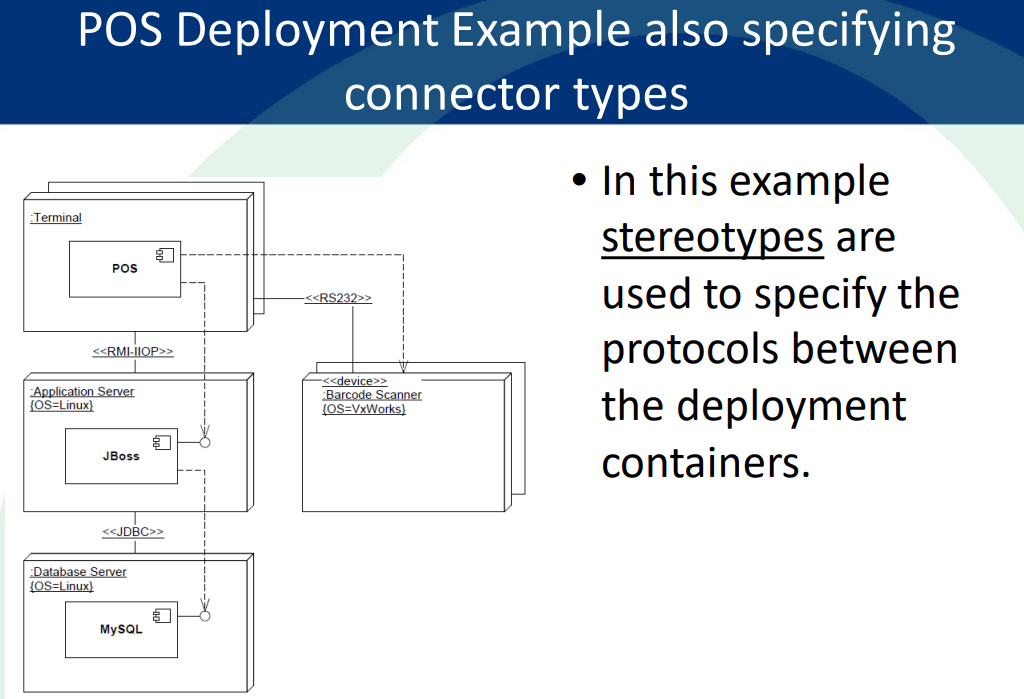 POS Deployment Example also specifying
connector types
:Terminal
POS
<<RS232>>
<<RMI-IIOP>>
:Application Server
{OS=Linux}
JBoss
<<device>>
:Barcode Scanner
{OS=VxWorks}
<<JDBC>>
:Database Server
{OS=Linux}
MySQL
• In this example
stereotypes are
used to specify the
protocols between
the deployment
containers.